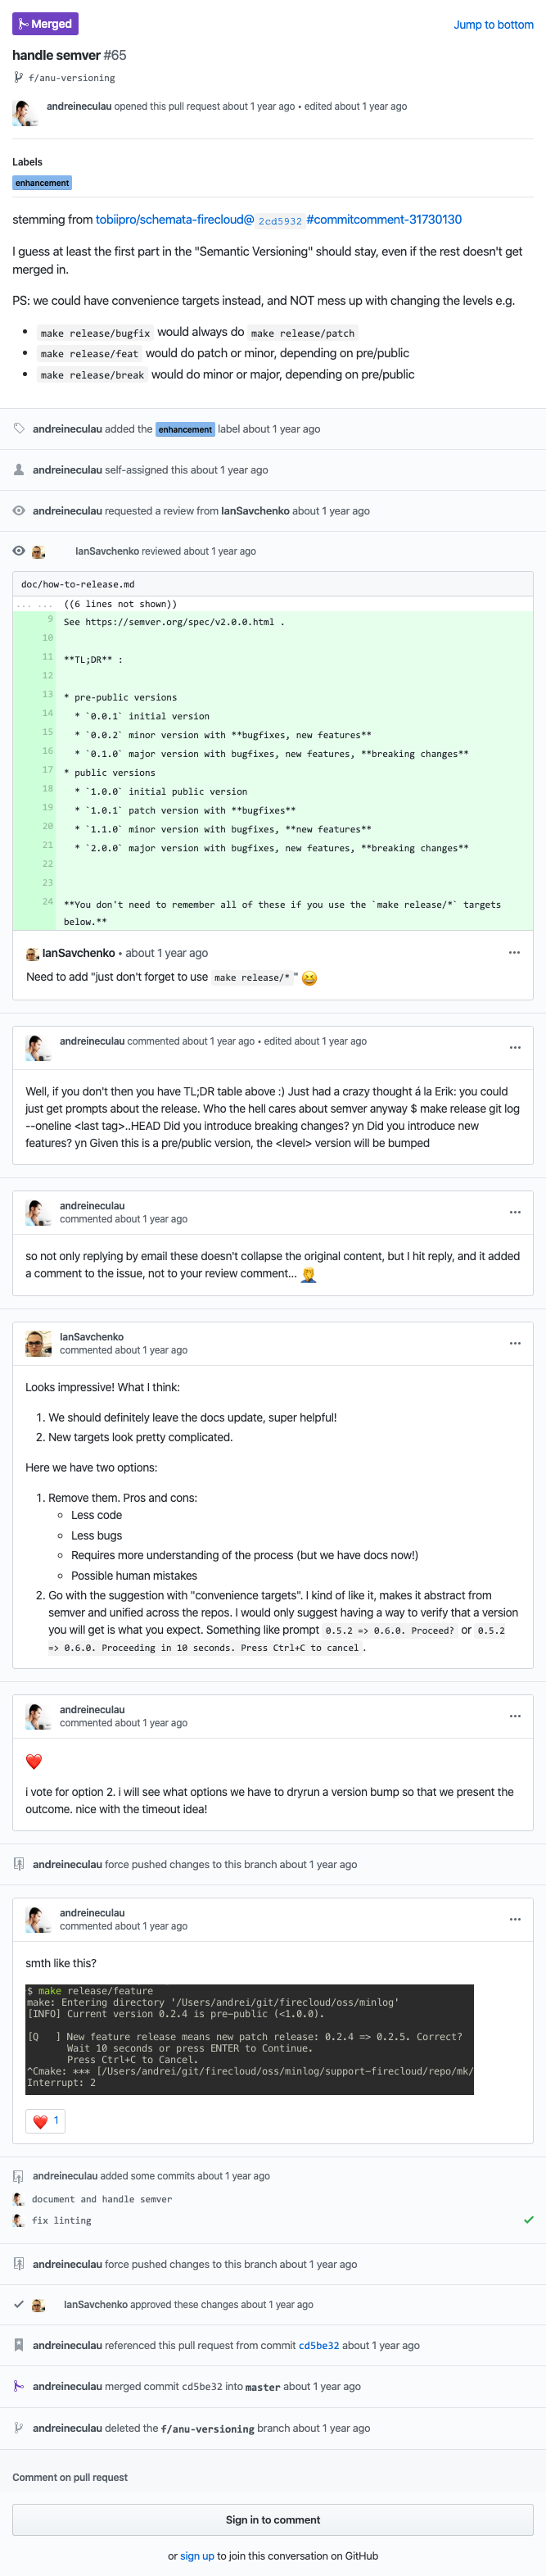 Merged
Jump to bottom
handle semver #65
f/anu-versioning
andreineculau opened this pull request about 1 year ago • edited about 1 year ago
Labels
enhancement
stemming from tobiipro/schemata-firecloud@ 2cd5932 #commitcomment-31730130
I guess at least the first part in the "Semantic Versioning" should stay, even if the rest doesn't get
merged in.
PS: we could have convenience targets instead, and NOT mess up with changing the levels e.g.
• make release/bugfix would always do make release/patch
• make release/feat would do patch or minor, depending on pre/public
• make release/break would do minor or major, depending on pre/public
andreineculau added the enhancement label about 1 year ago
andreineculau self-assigned this about 1 year ago
andreineculau requested a review from IanSavchenko about 1 year ago
IanSavchenko reviewed about 1 year ago
doc/how-to-release.md
... ... ((6 lines not shown))
9 See https://semver.org/spec/v2.0.0.html .
10
11 **TL;DR** :
12
13 * pre-public versions
14 * `0.0.1` initial version
15 * `0.0.2` minor version with **bugfixes, new features**
16 * `0.1.0` major version with bugfixes, new features, **breaking changes**
17 * public versions
18 * `1.0.0` initial public version
19 * `1.0.1` patch version with **bugfixes**
20 * `1.1.0` minor version with bugfixes, **new features**
21 * `2.0.0` major version with bugfixes, new features, **breaking changes**
22
23
24 **You don't need to remember all of these if you use the `make release/*` targets
below.**
IanSavchenko • about 1 year ago
Need to add "just don't forget to use make release/* " 😆
andreineculau commented about 1 year ago • edited about 1 year ago
Well, if you don't then you have TL;DR table above :) Just had a crazy thought á la Erik: you could
just get prompts about the release. Who the hell cares about semver anyway $ make release git log
--oneline <last tag>..HEAD Did you introduce breaking changes? yn Did you introduce new
features? yn Given this is a pre/public version, the <level> version will be bumped
andreineculau
commented about 1 year ago
so not only replying by email these doesn't collapse the original content, but I hit reply, and it added
a comment to the issue, not to your review comment... 🤦‍♂️
IanSavchenko
commented about 1 year ago
Looks impressive! What I think:
1. We should definitely leave the docs update, super helpful!
2. New targets look pretty complicated.
Here we have two options:
1. Remove them. Pros and cons:
○ Less code
○ Less bugs
○ Requires more understanding of the process (but we have docs now!)
○ Possible human mistakes
2. Go with the suggestion with "convenience targets". I kind of like it, makes it abstract from
semver and unified across the repos. I would only suggest having a way to verify that a version
you will get is what you expect. Something like prompt 0.5.2 => 0.6.0. Proceed? or 0.5.2
=> 0.6.0. Proceeding in 10 seconds. Press Ctrl+C to cancel .
andreineculau
commented about 1 year ago
❤️
i vote for option 2. i will see what options we have to dryrun a version bump so that we present the
outcome. nice with the timeout idea!
andreineculau force pushed changes to this branch about 1 year ago
andreineculau
commented about 1 year ago
smth like this?
$ make release/feature
make: Entering directory '/Users/andrei/git/firecloud/oss/minlog'
[INFO] Current version 0.2.4 is pre-public (<1.0.0).
[Q ] New feature release means new patch release: 0.2.4 => 0.2.5. Correct?
Wait 10 seconds or press ENTER to Continue.
Press Ctrl+C to Cancel.
^Cmake: *** [/Users/andrei/git/firecloud/oss/minlog/support-firecloud/repo/mk/
Interrupt: 2
❤️ 1
andreineculau added some commits about 1 year ago
document and handle semver
fix linting
andreineculau force pushed changes to this branch about 1 year ago
IanSavchenko approved these changes about 1 year ago
andreineculau referenced this pull request from commit cd5be32 about 1 year ago
andreineculau merged commit cd5be32 into master about 1 year ago
andreineculau deleted the f/anu-versioning branch about 1 year ago
Comment on pull request
Sign in to comment
or sign up to join this conversation on GitHub